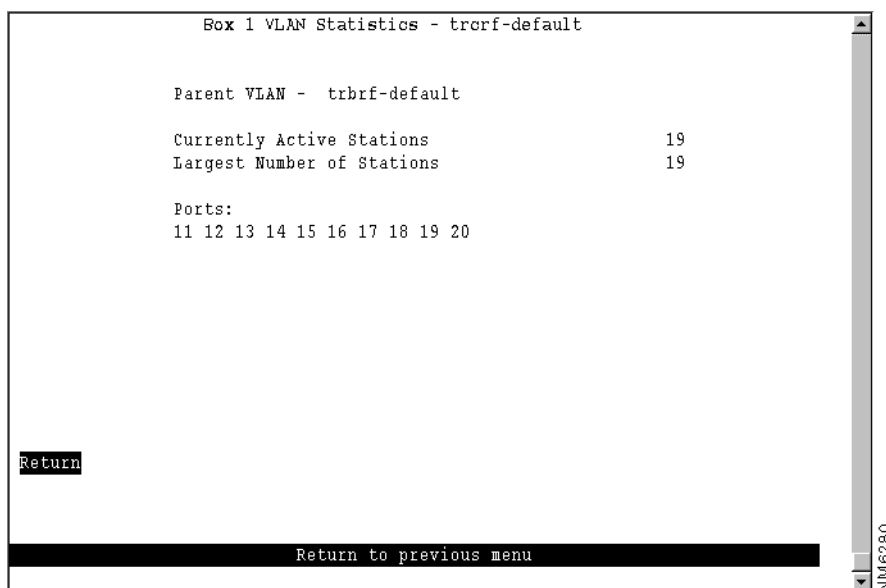 Box 1 VLAN Statistics - trcrf-default
Parent VLAN - trbrf-default
Currently Active Stations 19
Largest Number of Stations 19
Ports:
11 12 13 14 15 16 17 18 19 20
Return
Return to previous menu